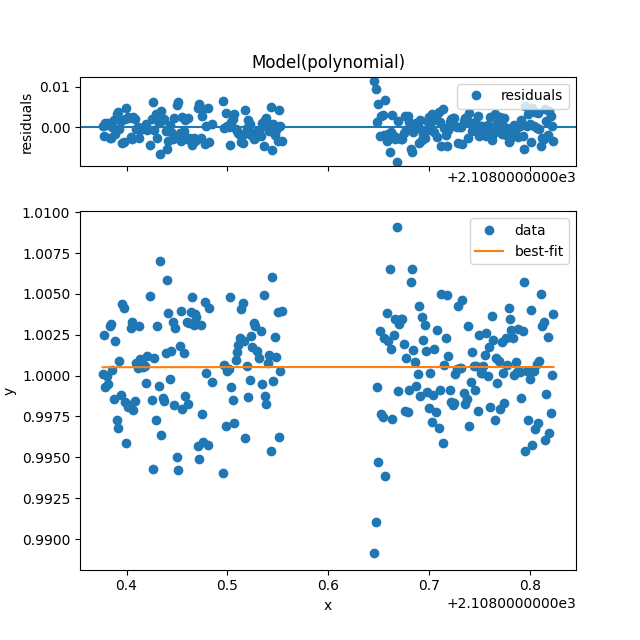 Model(polynomial)
residuals
0.01
0.00
residuals
+2.1080000000e3
1.0100
1.0075
1.0050
1.0025
1.0000
0.9975
0.9950
0.9925
0.9900
y
data
best-fit
0.4 0.5 0.6 0.7 0.8
x
+2.1080000000e3